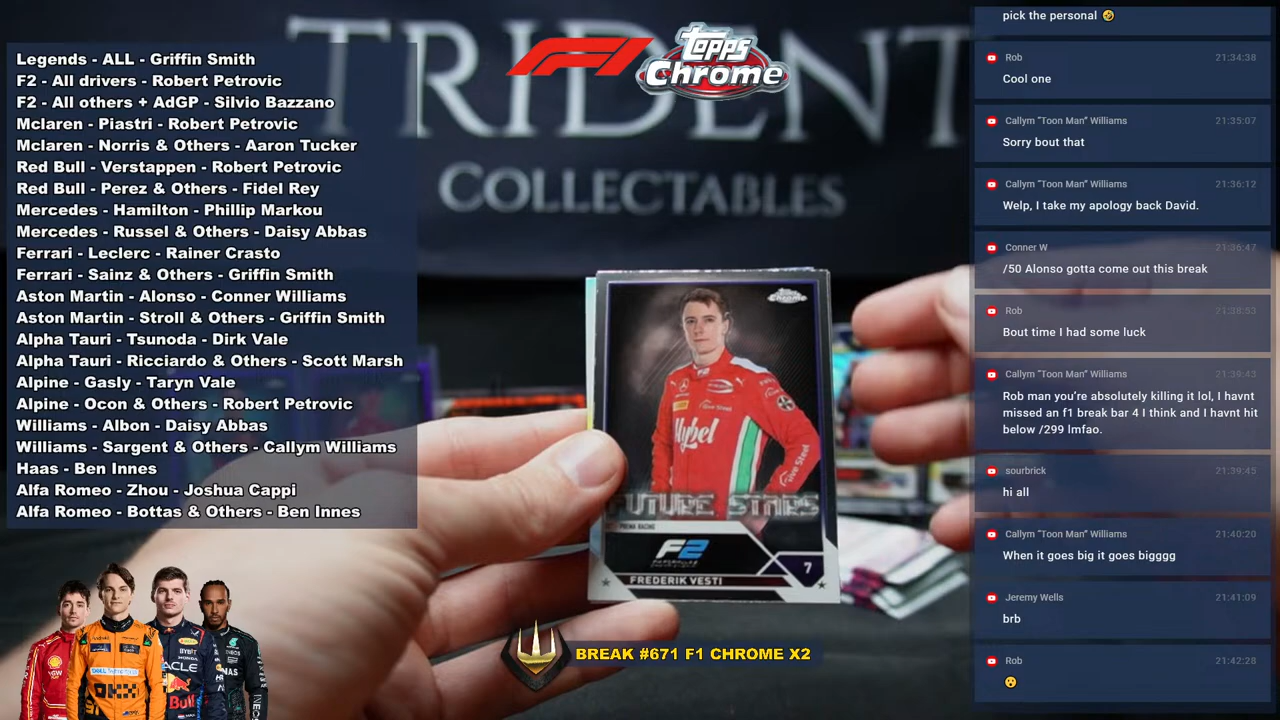 Legends - ALL - Griffin Smith
F2 - All drivers - Robert Petrovic
F2 - All others + AdGP - Silvio Bazzano
Mclaren - Piastri - Robert Petrovic
Mclaren - Norris & Others - Aaron Tucker
Red Bull - Verstappen - Robert Petrovic
Red Bull - Perez & Others - Fidel Rey
Mercedes - Hamilton - Phillip Markou
Mercedes - Russel & Others - Daisy Abbas
Ferrari - Leclerc - Rainer Crasto
Ferrari - Sainz & Others - Griffin Smith
Aston Martin - Alonso - Conner Williams
Aston Martin - Stroll & Others - Griffin Smith
Alpha Tauri - Tsunoda - Dirk Vale
Alpha Tauri - Ricciardo & Others - Scott Marsh
Alpine - Gasly - Taryn Vale
Alpine - Ocon & Others - Robert Petrovic
Williams - Albon - Daisy Abbas
Williams - Sargent & Others - Callym Williams
Haas - Ben Innes
Alfa Romeo - Zhou - Joshua Cappi
Alfa Romeo - Bottas & Others - Ben Innes
TRIDENT
COLLECTABLES
F1
Topps
Chrome
Chrome
Hybel
FUTURE STARS
PREMA RACING
F2
7
FREDERIK VESTI
BREAK #671 F1 CHROME X2
pick the personal 🤣
Rob 21:34:38
Cool one
Callym “Toon Man” Williams 21:35:07
Sorry bout that
Callym “Toon Man” Williams 21:36:12
Welp, I take my apology back David.
Conner W 21:36:47
/50 Alonso gotta come out this break
Rob 21:38:53
Bout time I had some luck
Callym “Toon Man” Williams 21:39:43
Rob man you’re absolutely killing it lol, I havnt
missed an f1 break bar 4 I think and I havnt hit
below /299 lmfao.
sourbrick 21:39:45
hi all
Callym “Toon Man” Williams 21:40:20
When it goes big it goes bigggg
Jeremy Wells 21:41:09
brb
Rob 21:42:28
😮